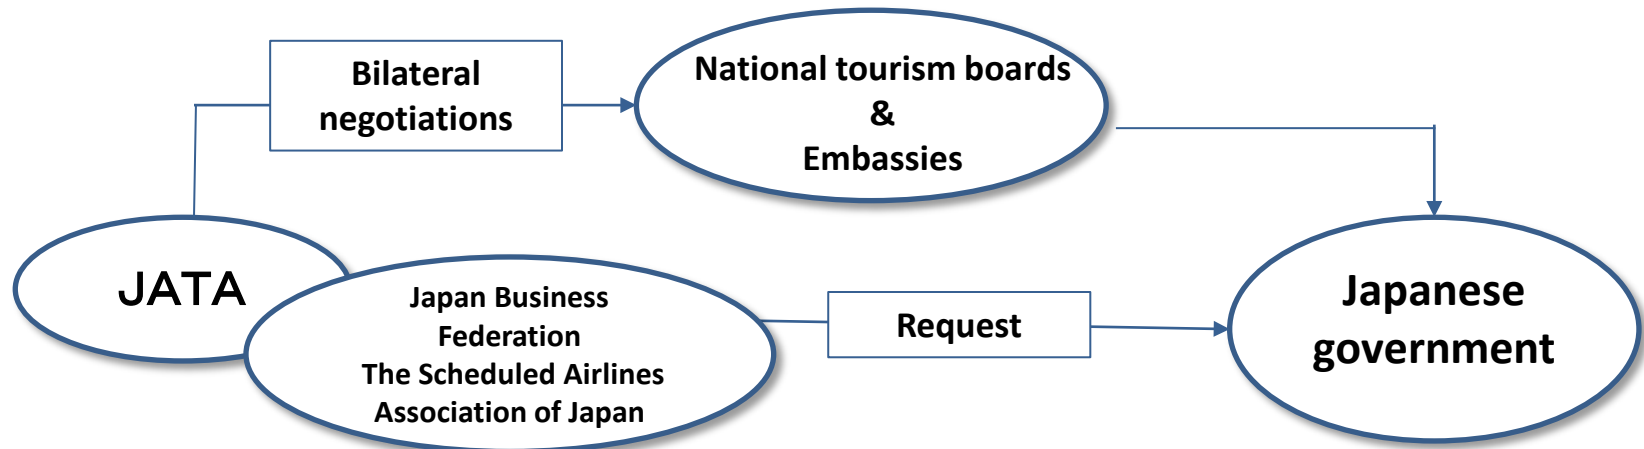 Bilateral
negotiations
National tourism boards
&
Embassies
JATA
Japan Business
Federation
The Scheduled Airlines
Association of Japan
Request
Japanese
government